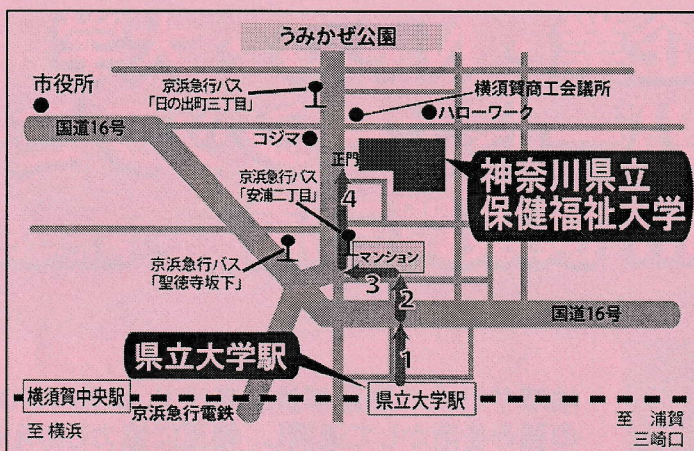 うみかぜ公園
市役所
京浜急行バス
「日の出町三丁目」
横須賀商工会議所
ハローワーク
国道16号
コジマ
正門
神奈川県立
保健福祉大学
京浜急行バス
「安浦二丁目」
4
京浜急行バス
「聖徳寺坂下」
マンション
3
2
国道16号
県立大学駅
1
横須賀中央駅
京浜急行電鉄
県立大学駅
至 横浜
至 浦賀
三崎口